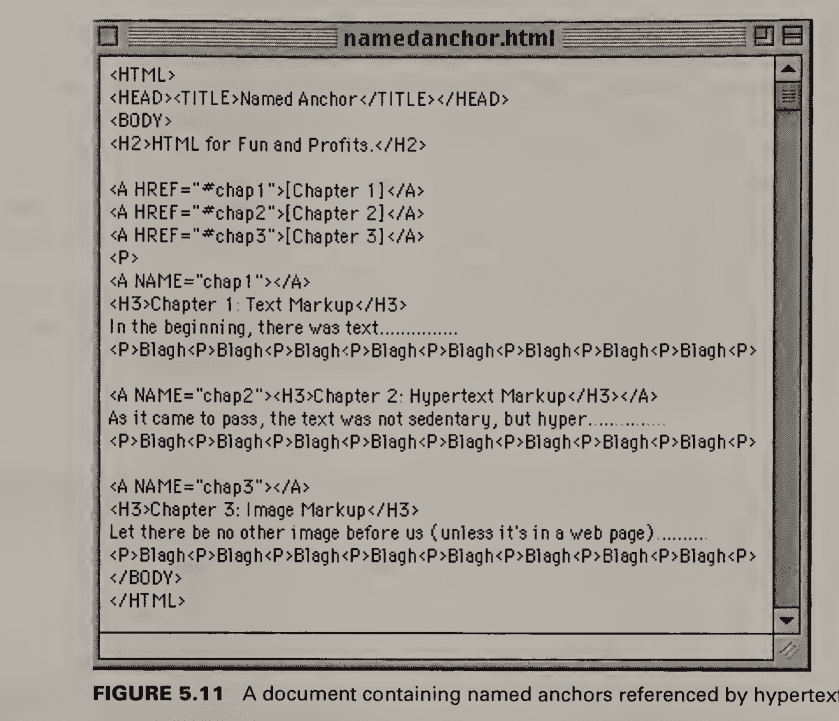 namedanchor.html
<HTML>
<HEAD><TITLE>Named Anchor</TITLE></HEAD>
<BODY>
<H2>HTML for Fun and Profits.</H2>
<A HREF="#chap1">[Chapter 1]</A>
<A HREF="#chap2">[Chapter 2]</A>
<A HREF="#chap3">[Chapter 3]</A>
<P>
<A NAME="chap1"></A>
<H3>Chapter 1: Text Markup</H3>
In the beginning, there was text...............
<P>Blagh<P>Blagh<P>Blagh<P>Blagh<P>Blagh<P>Blagh<P>Blagh<P>Blagh<P>
<A NAME="chap2"><H3>Chapter 2: Hypertext Markup</H3></A>
As it came to pass, the text was not sedentary, but hyper...............
<P>Blagh<P>Blagh<P>Blagh<P>Blagh<P>Blagh<P>Blagh<P>Blagh<P>Blagh<P>
<A NAME="chap3"></A>
<H3>Chapter 3: Image Markup</H3>
Let there be no other image before us (unless it's in a web page)..........
<P>Blagh<P>Blagh<P>Blagh<P>Blagh<P>Blagh<P>Blagh<P>Blagh<P>Blagh<P>
</BODY>
</HTML>
FIGURE 5.11 A document containing named anchors referenced by hypertext